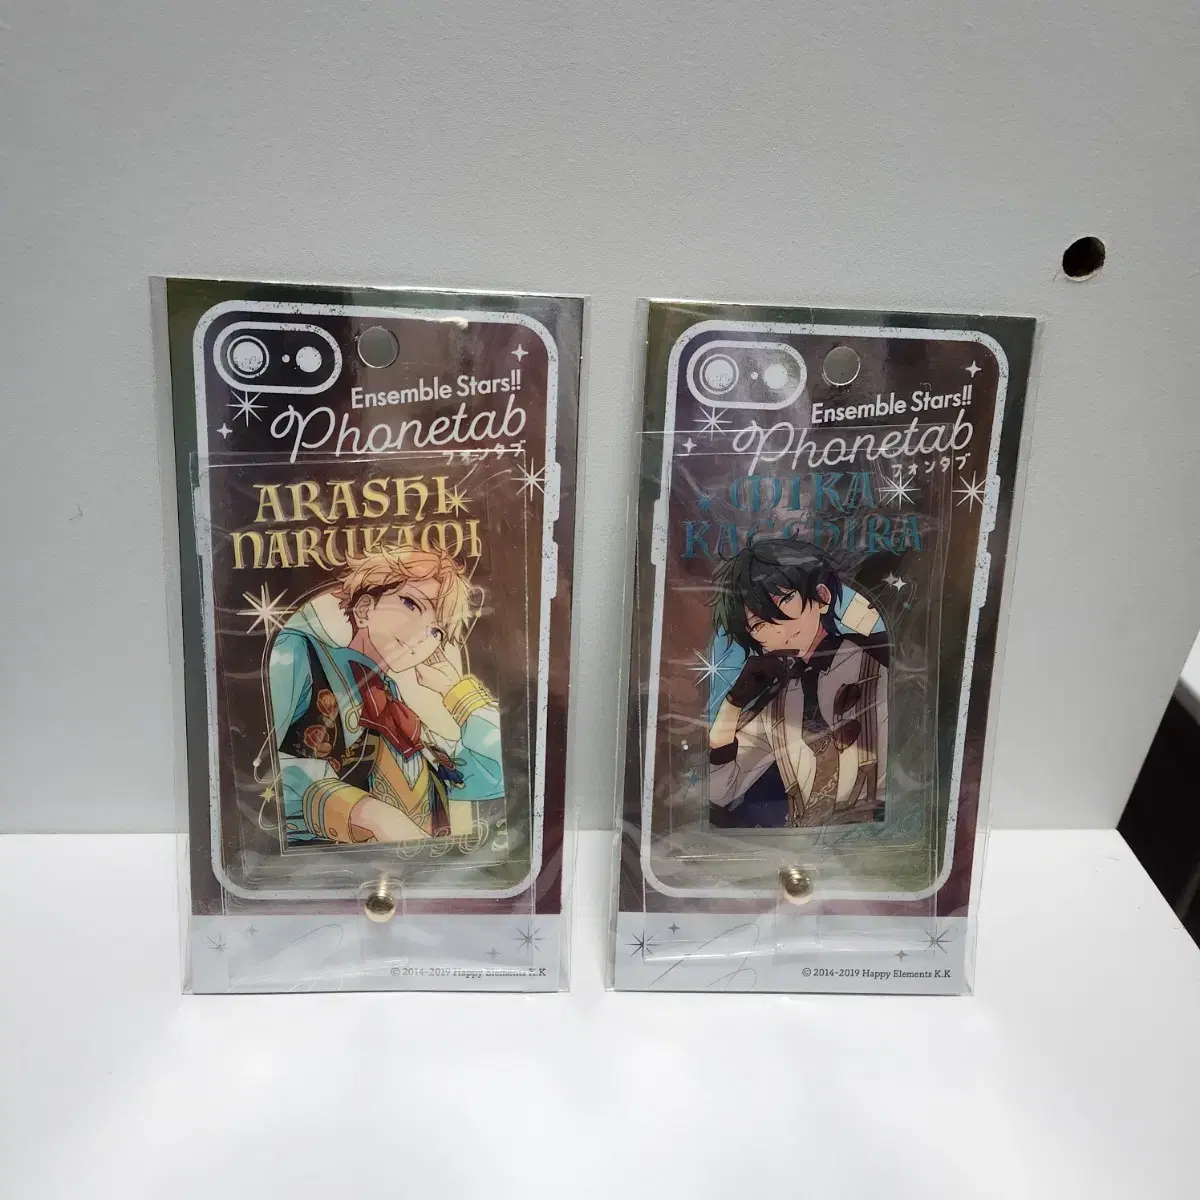 Ensemble Stars!!
Phonetab
フォンタブ
ARASHI
NARUKAMI
© 2014-2019 Happy Elements K.K
Ensemble Stars!!
Phonetab
フォンタブ
MIKA
KAGEHIRA
© 2014-2019 Happy Elements K.K